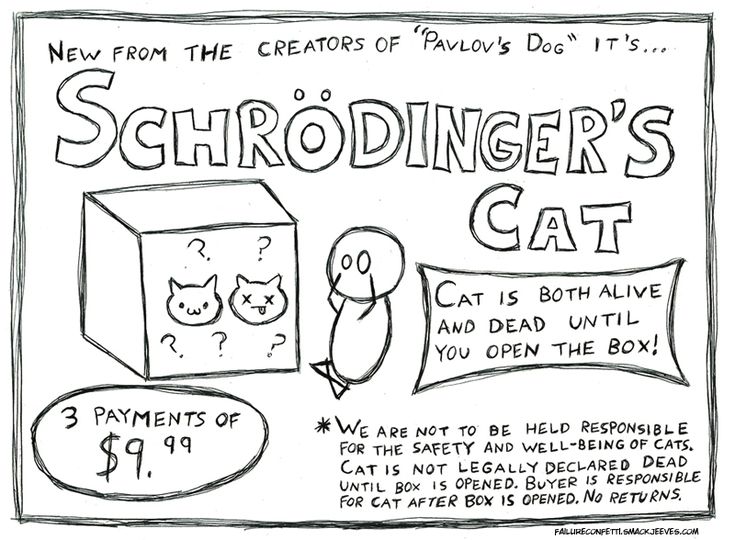 NEW FROM THE CREATORS OF "PAVLOV'S DOG" IT'S...
SCHRÖDINGER'S
CAT
? ?
? ? ?
CAT IS BOTH ALIVE
AND DEAD UNTIL
YOU OPEN THE BOX!
3 PAYMENTS OF
$9.99
*WE ARE NOT TO BE HELD RESPONSIBLE
FOR THE SAFETY AND WELL-BEING OF CATS.
CAT IS NOT LEGALLY DECLARED DEAD
UNTIL BOX IS OPENED. BUYER IS RESPONSIBLE
FOR CAT AFTER BOX IS OPENED. NO RETURNS.
FAILURECONFETTI.SMACKJEEVES.COM